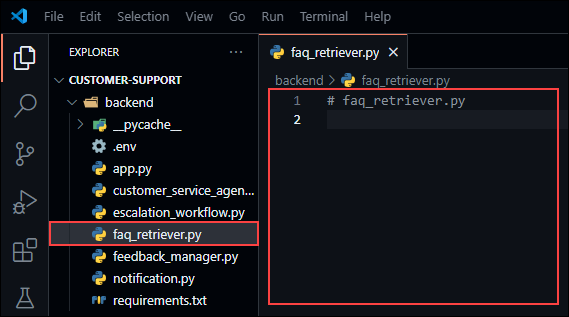 File Edit Selection View Go Run Terminal Help
EXPLORER
faq_retriever.py
CUSTOMER-SUPPORT
backend > faq_retriever.py
backend
1 # faq_retriever.py
2
__pycache__
.env
app.py
customer_service_agen...
escalation_workflow.py
faq_retriever.py
feedback_manager.py
notification.py
requirements.txt